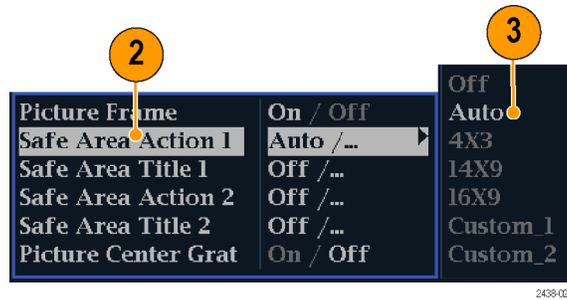 2
3
Picture Frame On / Off
Safe Area Action 1 Auto /...
Safe Area Title 1 Off /...
Safe Area Action 2 Off /...
Safe Area Title 2 Off /...
Picture Center Grat On / Off
Off
Auto
4X3
14X9
16X9
Custom_1
Custom_2